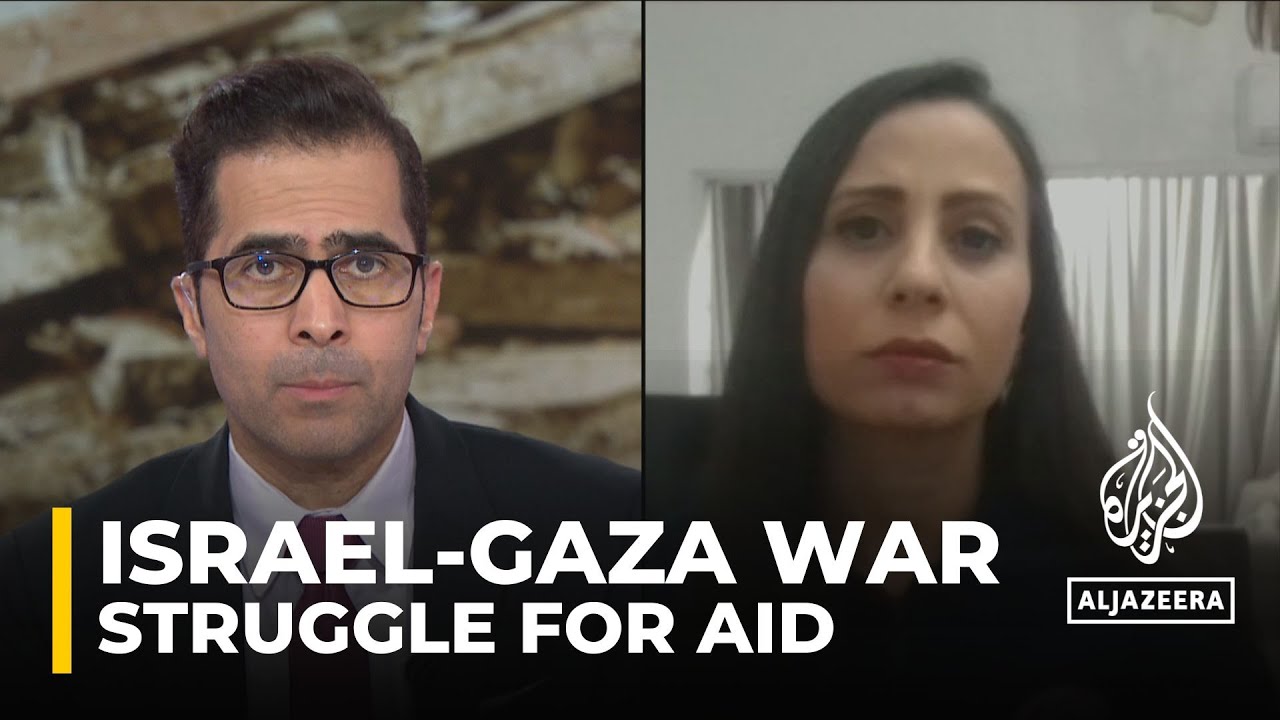 ISRAEL-GAZA WAR
STRUGGLE FOR AID
الجزيرة
ALJAZEERA